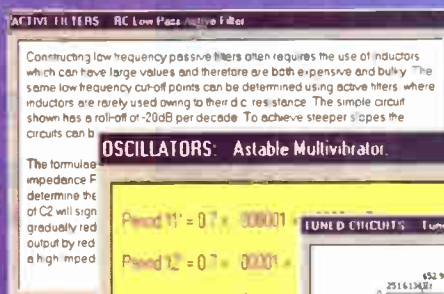 ACTIVE FILTERS RC Low Pass Active Filter
Constructing low frequency passive filters often requires the use of inductors
which can have large values and therefore are both expensive and bulky. The
same low frequency cut-off points can be determined using active filters, where
inductors are rarely used owing to their d.c. resistance. The simple circuit
shown has a roll-off of -20dB per decade. To achieve steeper slopes the
circuits can b
OSCILLATORS: Astable Multivibrator.
The formulae
impedance F
determine the
of C2 will sign
gradually red
output by red
a high imped
Period 't1' = 0.7 ×
TUNED CIRCUITS Tune
Period 't2' = 0.7 ×